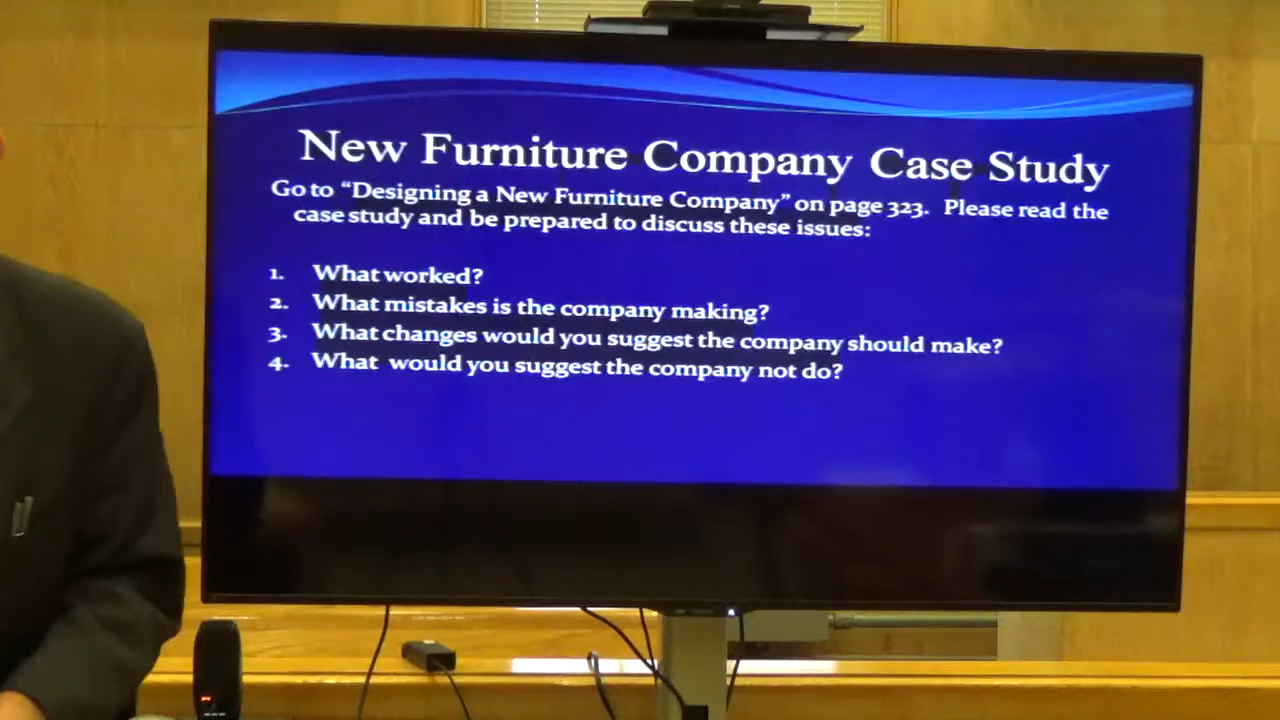 New Furniture Company Case Study
Go to “Designing a New Furniture Company” on page 323. Please read the
case study and be prepared to discuss these issues:
1. What worked?
2. What mistakes is the company making?
3. What changes would you suggest the company should make?
4. What would you suggest the company not do?